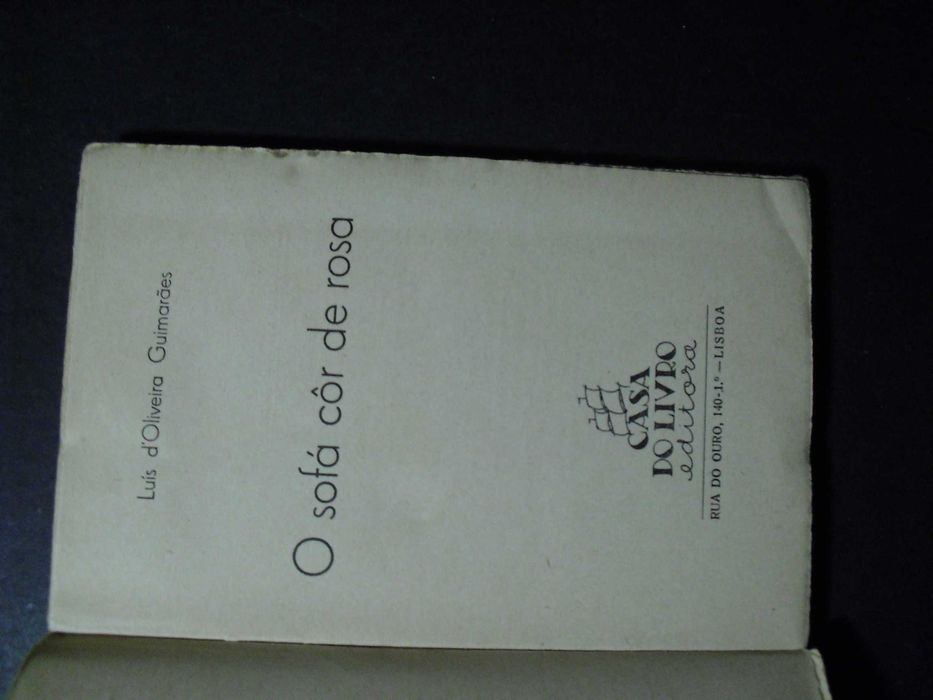 Luís d'Oliveira Guimarães
O sofá côr de rosa
CASA
DO LIVRO
editora
RUA DO OURO, 140-1.º — LISBOA